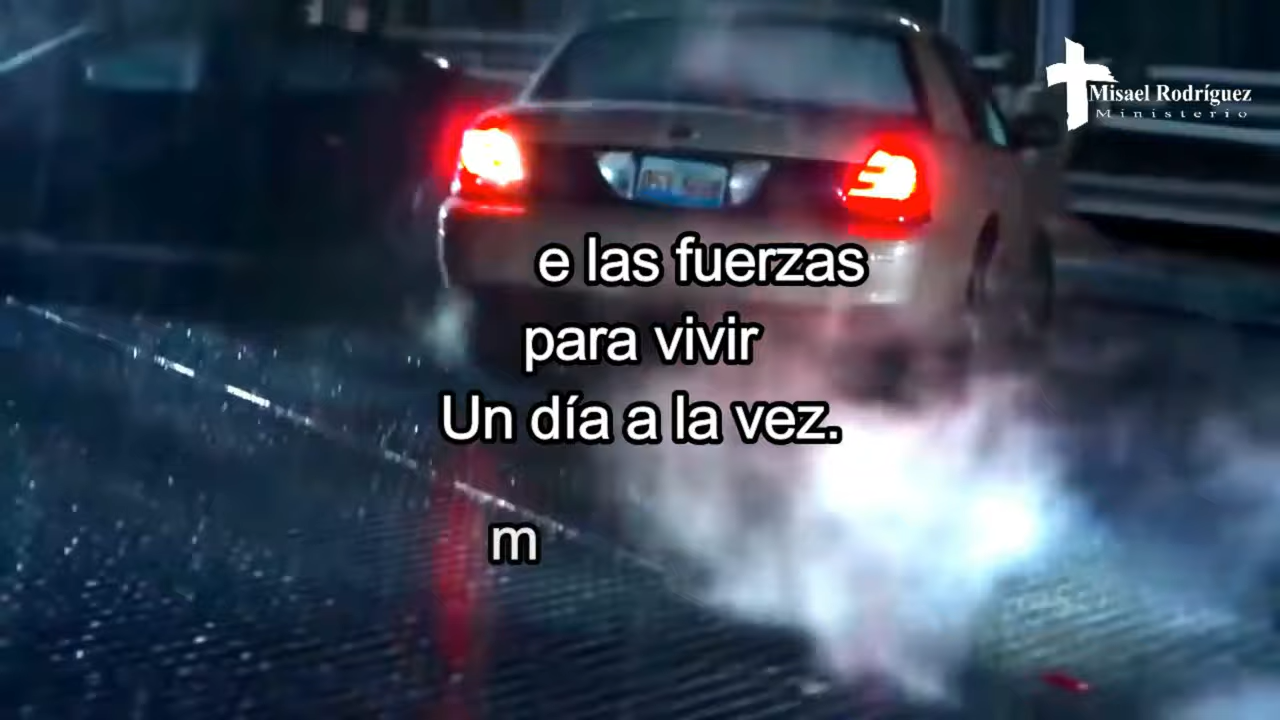 Misael Rodríguez
Ministerio
e las fuerzas
para vivir
Un día a la vez.
m